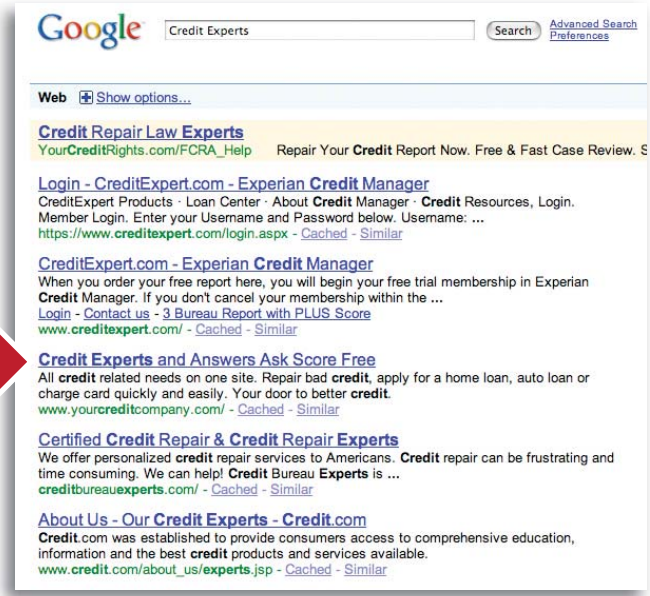 Google Credit Experts Search Advanced Search
Preferences
Web Show options...
Credit Repair Law Experts
YourCreditRights.com/FCRA_Help Repair Your Credit Report Now. Free & Fast Case Review. S
Login - CreditExpert.com - Experian Credit Manager
CreditExpert Products · Loan Center · About Credit Manager · Credit Resources, Login.
Member Login. Enter your Username and Password below. Username: ...
https://www.creditexpert.com/login.aspx - Cached - Similar
CreditExpert.com - Experian Credit Manager
When you order your free report here, you will begin your free trial membership in Experian
Credit Manager. If you don't cancel your membership within the ...
Login - Contact us - 3 Bureau Report with PLUS Score
www.creditexpert.com/ - Cached - Similar
Credit Experts and Answers Ask Score Free
All credit related needs on one site. Repair bad credit, apply for a home loan, auto loan or
charge card quickly and easily. Your door to better credit.
www.yourcreditcompany.com/ - Cached - Similar
Certified Credit Repair & Credit Repair Experts
We offer personalized credit repair services to Americans. Credit repair can be frustrating and
time consuming. We can help! Credit Bureau Experts is ...
creditbureauexperts.com/ - Cached - Similar
About Us - Our Credit Experts - Credit.com
Credit.com was established to provide consumers access to comprehensive education,
information and the best credit products and services available.
www.credit.com/about_us/experts.jsp - Cached - Similar